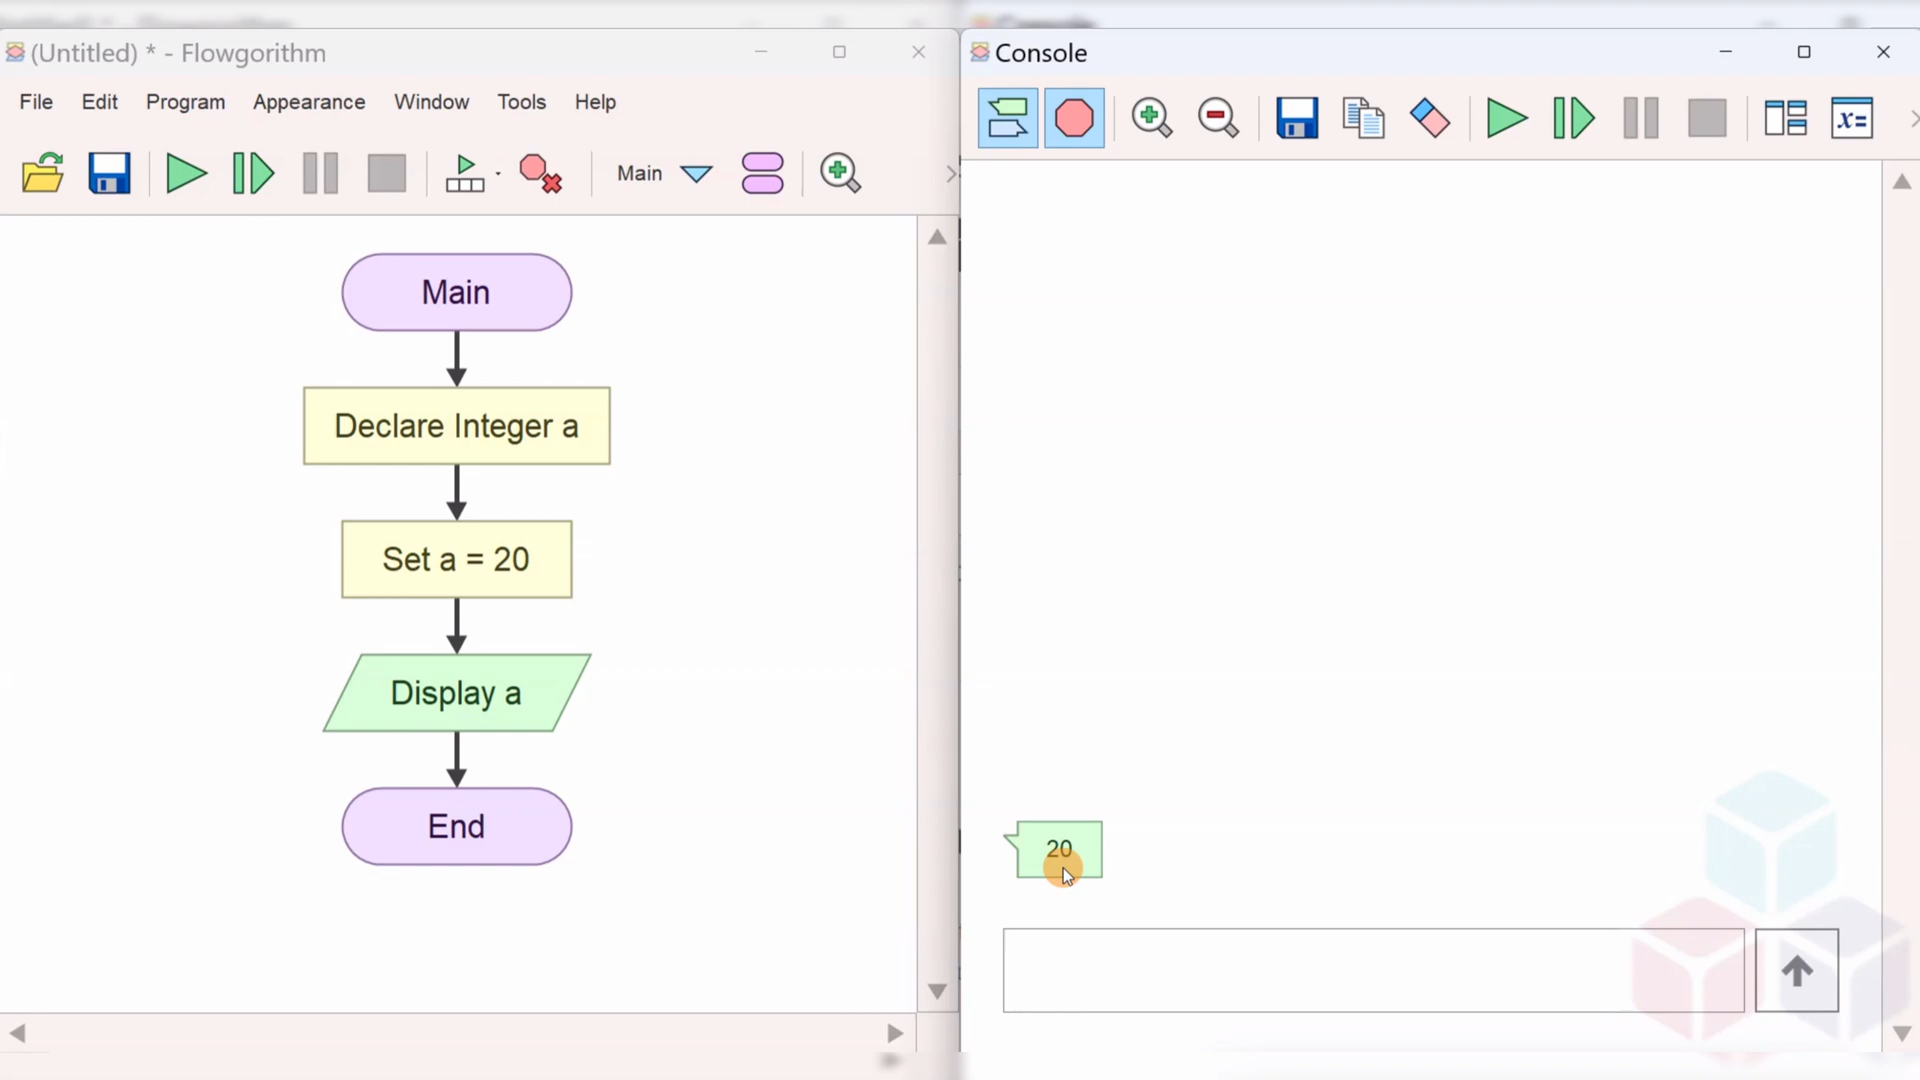 (Untitled) * - Flowgorithm
File Edit Program Appearance Window Tools Help
Main
Main
Declare Integer a
Set a = 20
Display a
End
Console
x=
20